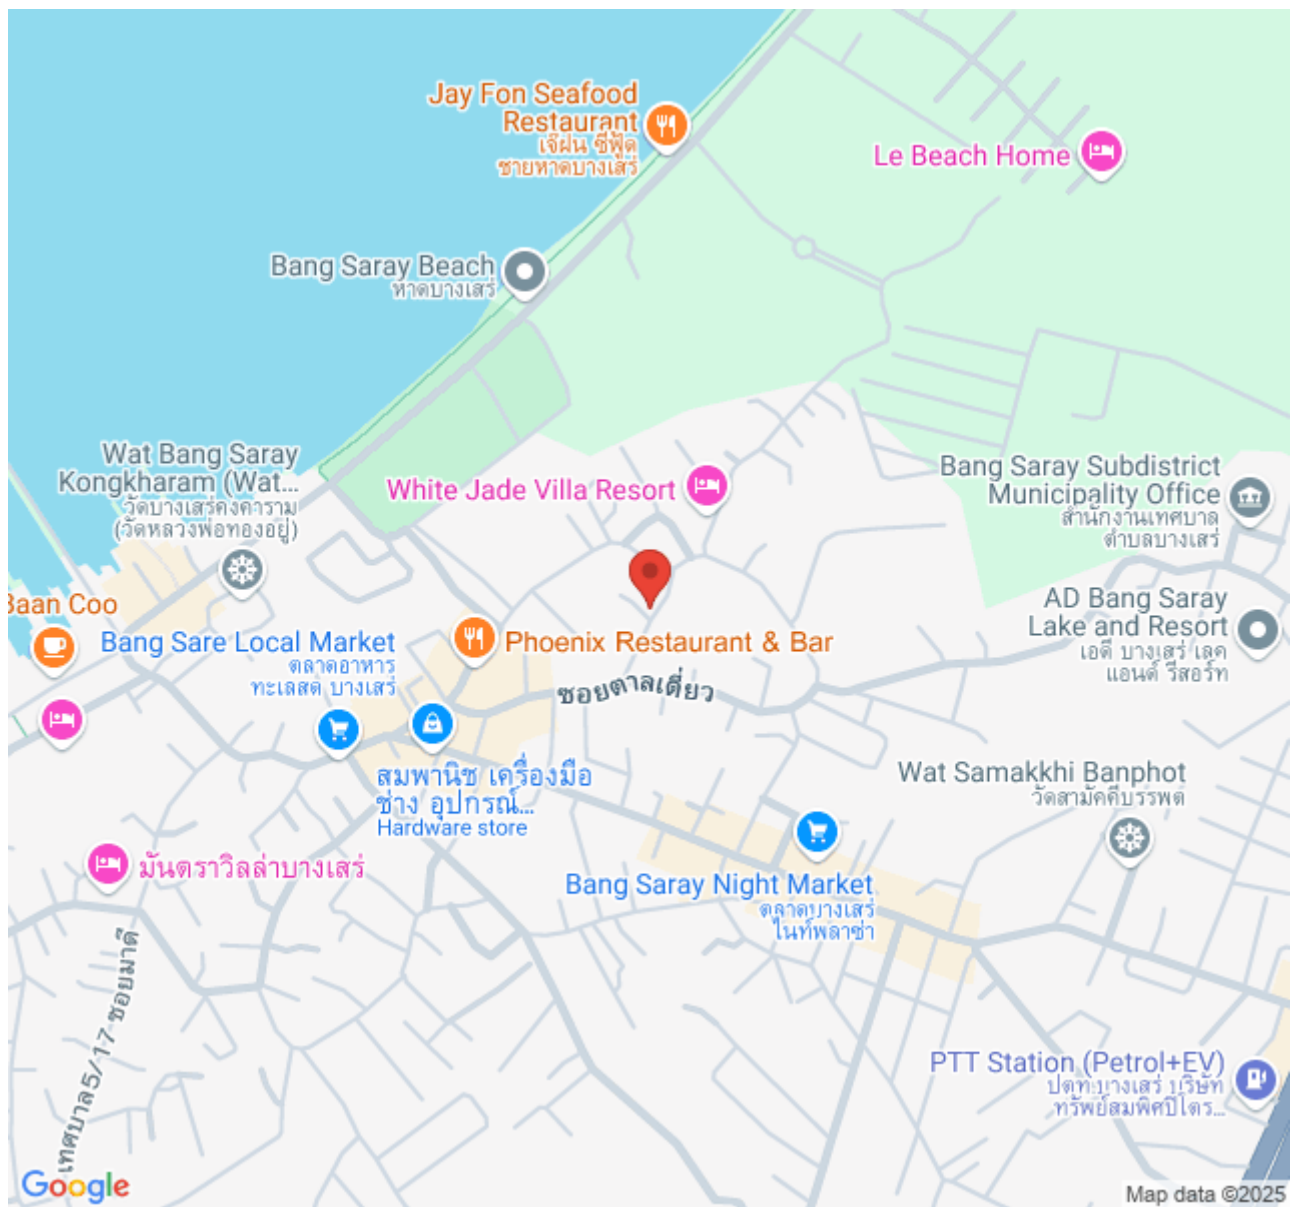 Jay Fon Seafood
Restaurant
เจ๊ฝน ซีฟู้ด
ชายหาดบางเสร่
Le Beach Home
Bang Saray Beach
หาดบางเสร่
Wat Bang Saray
Kongkharam (Wat...
วัดบางเสร่คงคาราม
(วัดหลวงพ่อทองอยู่)
White Jade Villa Resort
Bang Saray Subdistrict
Municipality Office
สำนักงานเทศบาล
ตำบลบางเสร่
Baan Coo
Bang Sare Local Market
ตลาดอาหาร
ทะเลสด บางเสร่
Phoenix Restaurant & Bar
AD Bang Saray
Lake and Resort
เอดี บางเสร่ เลค
แอนด์ รีสอร์ท
ซอยตาลเดี่ยว
สมพานิช เครื่องมือ
ช่าง อุปกรณ์...
Hardware store
Wat Samakkhi Banphot
วัดสามัคคีบรรพต
มันตราวิลล่าบางเสร่
Bang Saray Night Market
ตลาดบางเสร่
ไนท์พลาซ่า
เทศบาล5/17 ซอยมาดี
PTT Station (Petrol+EV)
ปตท.บางเสร่ บริษัท
ทรัพย์สมพิศปิโตร...
Google
Map data ©2025